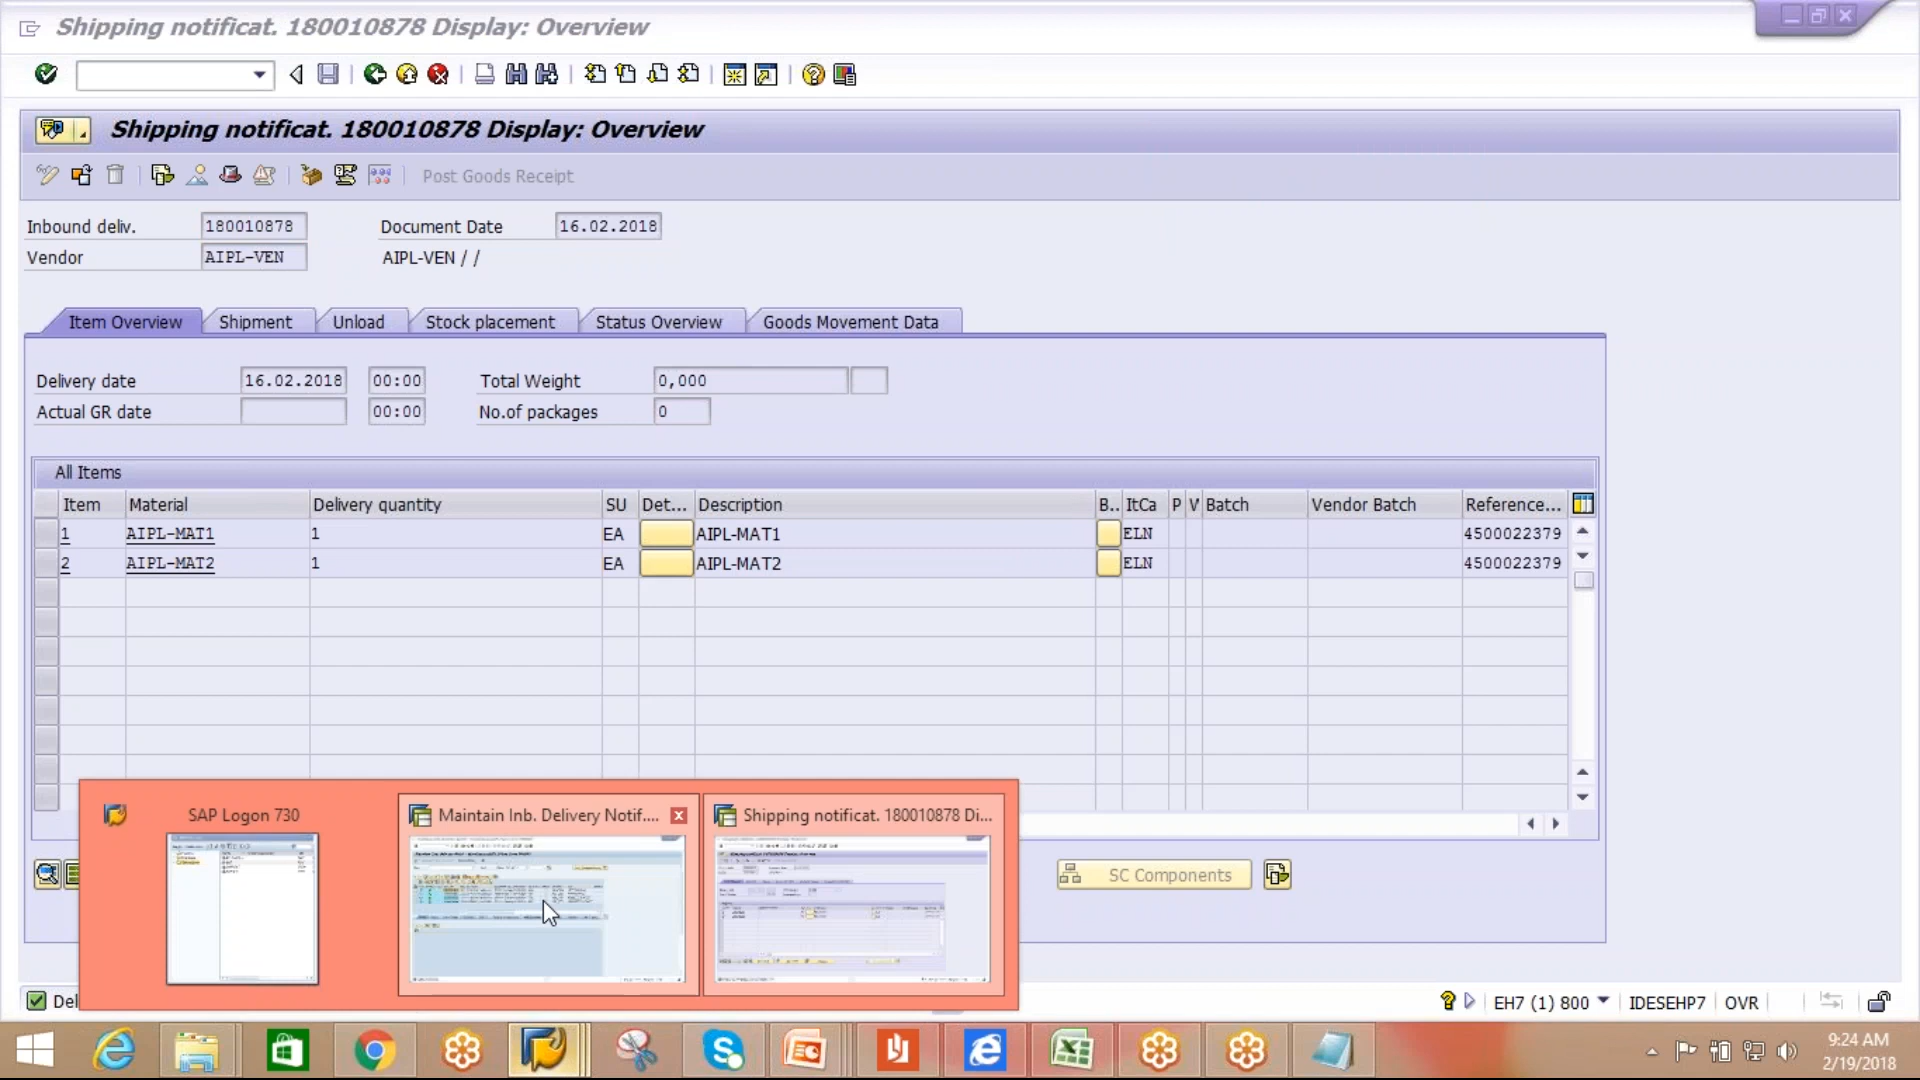 Shipping notificat. 180010878 Display: Overview
Shipping notificat. 180010878 Display: Overview
Post Goods Receipt
Inbound deliv. 180010878 Document Date 16.02.2018
Vendor AIPL-VEN AIPL-VEN / /
Item Overview Shipment Unload Stock placement Status Overview Goods Movement Data
Delivery date 16.02.2018 00:00 Total Weight 0,000
Actual GR date 00:00 No.of packages 0
All Items
Item Material Delivery quantity SU Det... Description B.. ItCa P V Batch Vendor Batch Reference...
1 AIPL-MAT1 1 EA AIPL-MAT1 ELN 4500022379
2 AIPL-MAT2 1 EA AIPL-MAT2 ELN 4500022379
SAP Logon 730 Maintain Inb. Delivery Notif.... Shipping notificat. 180010878 Di...
SC Components
Del
EH7 (1) 800 IDESEHP7 OVR
9:24 AM
2/19/2018